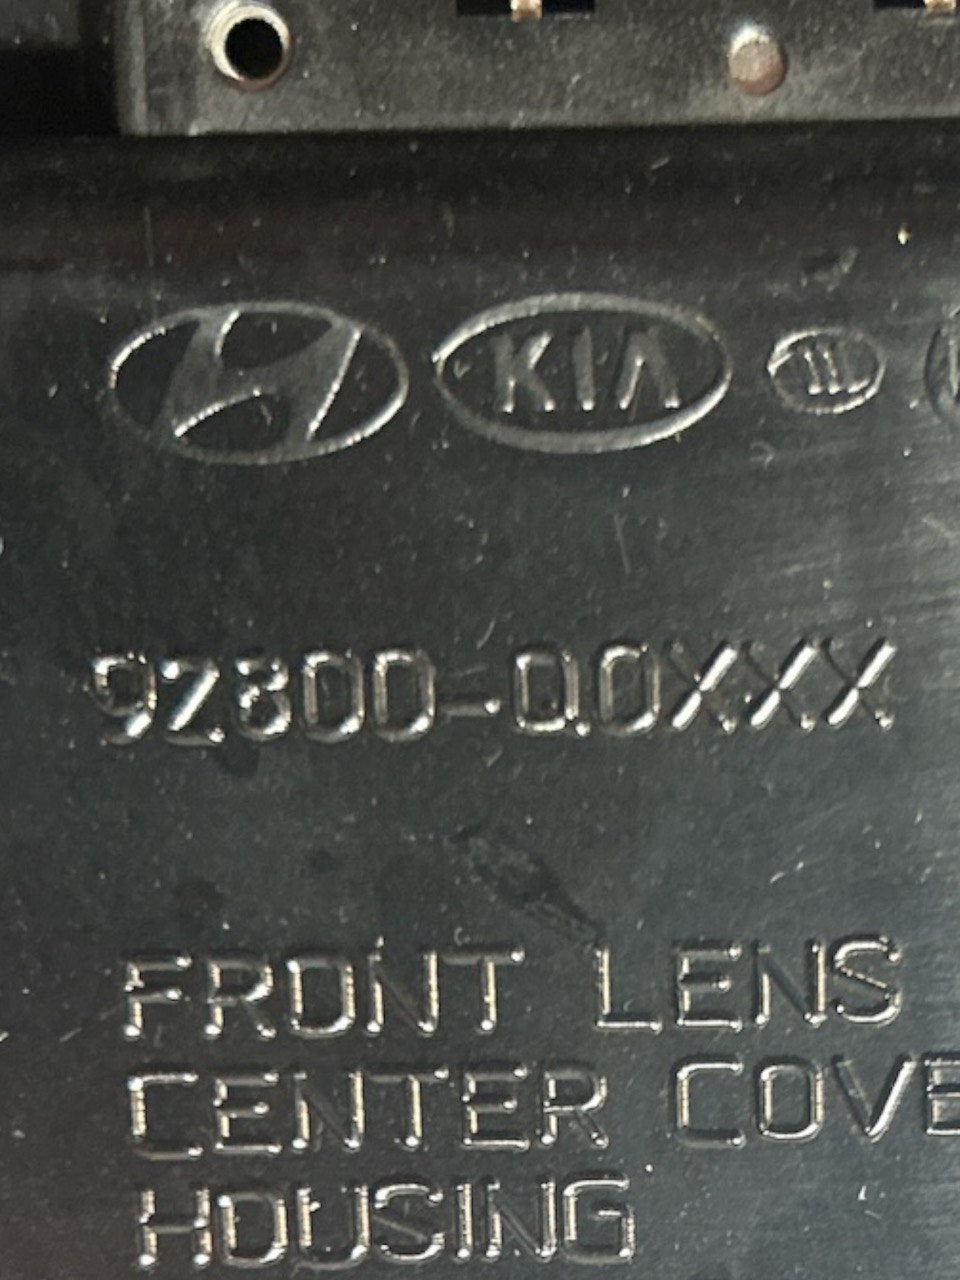 KIA
92800-Q0XXX
FRONT LENS
CENTER COVE
HOUSING